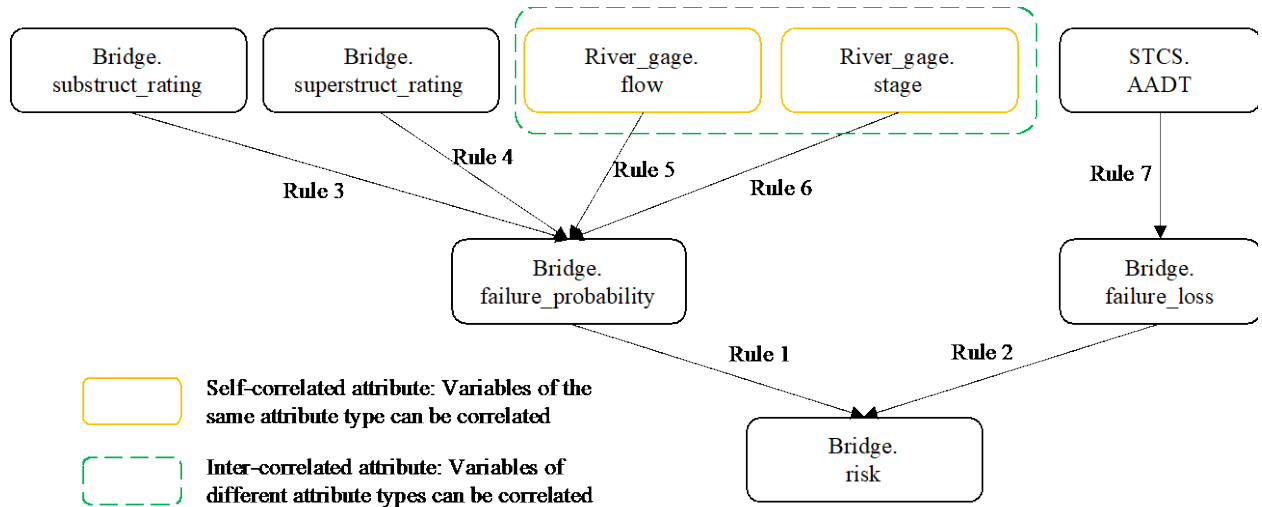 Bridge.
substruct_rating
Bridge.
superstruct_rating
River_gage.
flow
River_gage.
stage
STCS.
AADT
Rule 3
Rule 4
Rule 5
Rule 6
Rule 7
Bridge.
failure_probability
Bridge.
failure_loss
Rule 1
Rule 2
Self-correlated attribute: Variables of the
same attribute type can be correlated
Inter-correlated attribute: Variables of
different attribute types can be correlated
Bridge.
risk